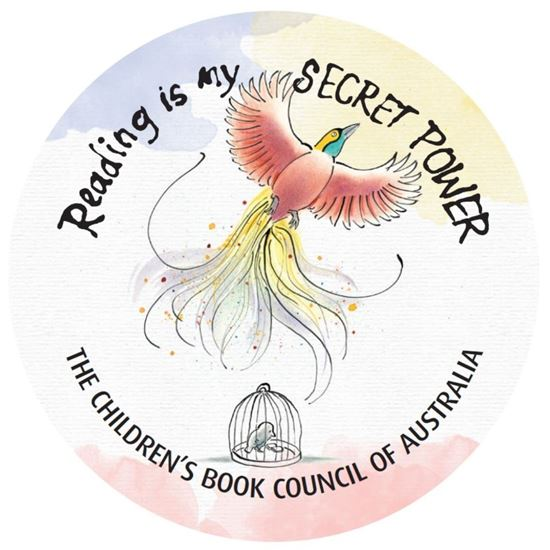 Reading is my SECRET POWER
THE CHILDREN'S BOOK COUNCIL OF AUSTRALIA